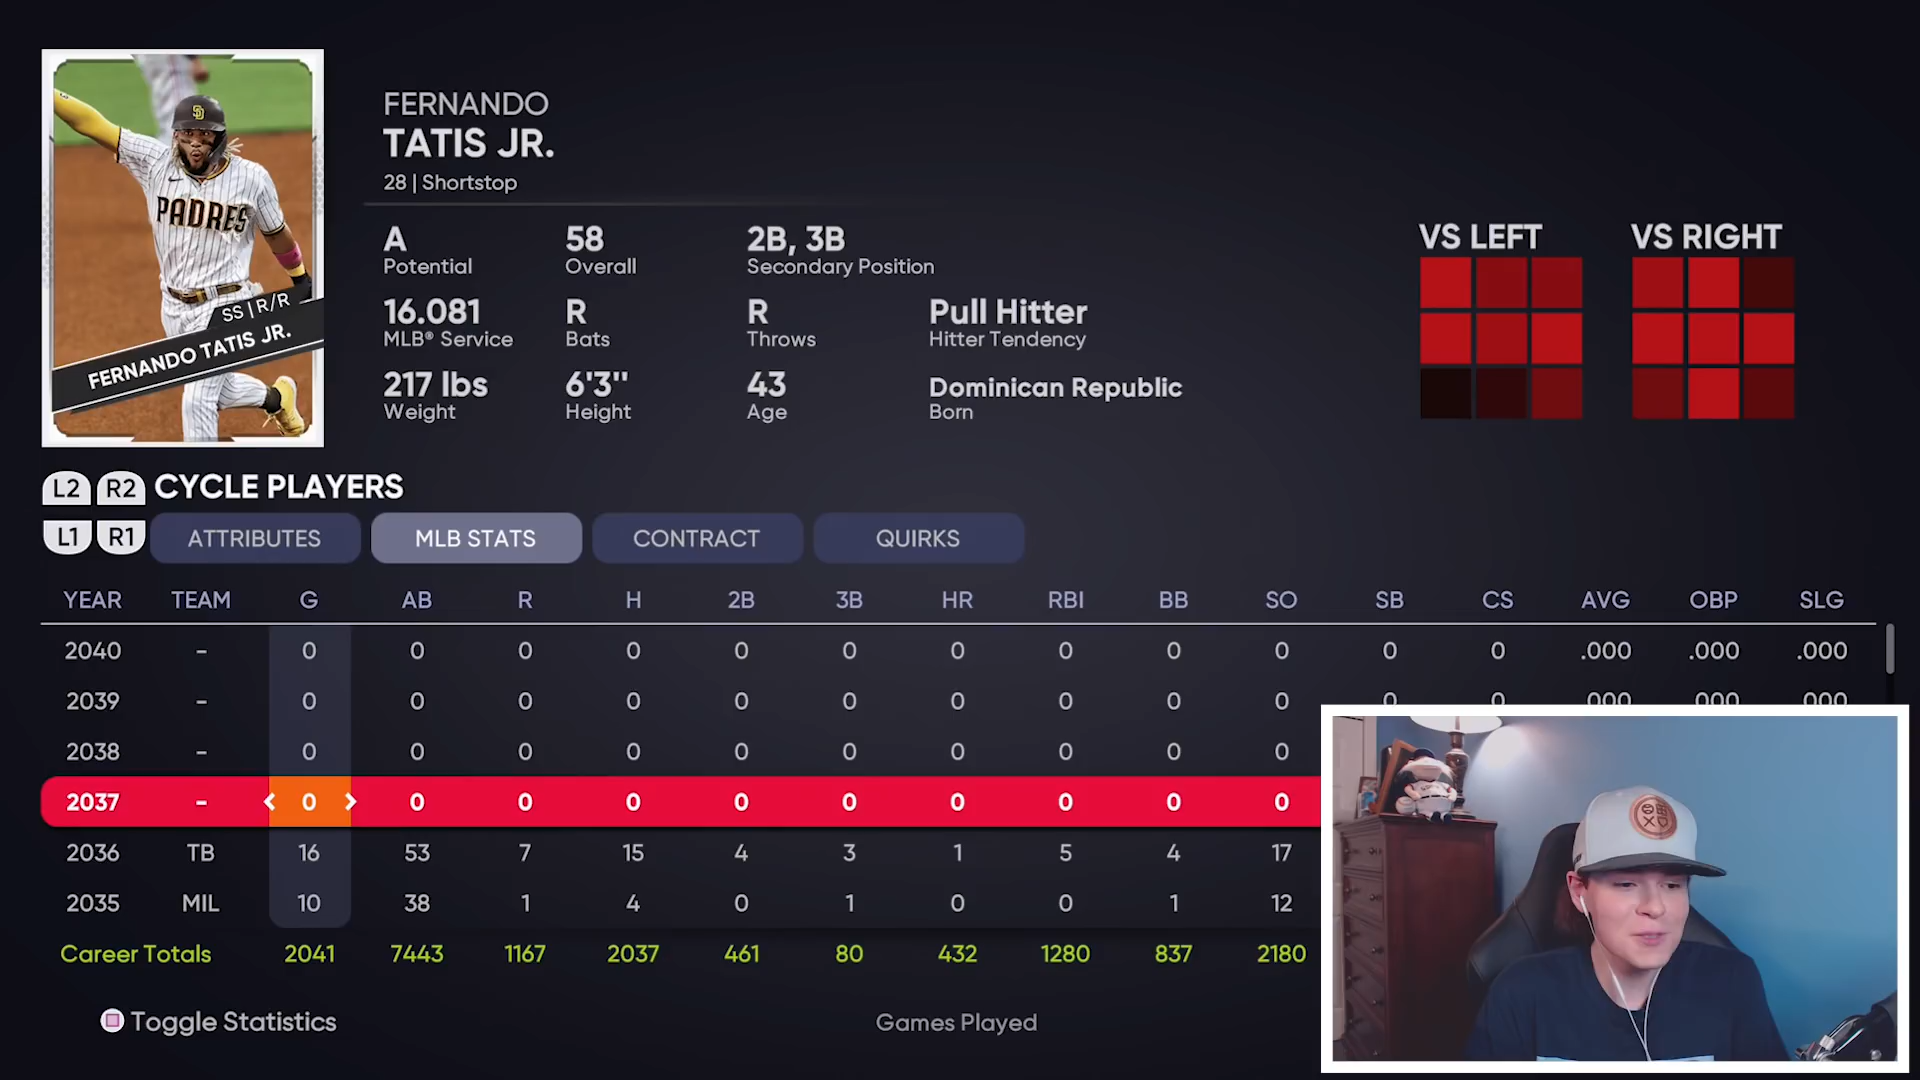 FERNANDO
TATIS JR.
28 | Shortstop
A
Potential
58
Overall
2B, 3B
Secondary Position
16.081
MLB® Service
R
Bats
R
Throws
Pull Hitter
Hitter Tendency
217 lbs
Weight
6'3''
Height
43
Age
Dominican Republic
Born
VS LEFT
VS RIGHT
PADRES
SS | R/R
FERNANDO TATIS JR.
L2 R2 CYCLE PLAYERS
L1 R1 ATTRIBUTES MLB STATS CONTRACT QUIRKS
YEAR TEAM G AB R H 2B 3B HR RBI BB SO SB CS AVG OBP SLG
2040 - 0 0 0 0 0 0 0 0 0 0 0 0 .000 .000 .000
2039 - 0 0 0 0 0 0 0 0 0 0 0 0 .000 .000 .000
2038 - 0 0 0 0 0 0 0 0 0 0
2037 - 0 0 0 0 0 0 0 0 0 0
2036 TB 16 53 7 15 4 3 1 5 4 17
2035 MIL 10 38 1 4 0 1 0 0 1 12
Career Totals 2041 7443 1167 2037 461 80 432 1280 837 2180
Toggle Statistics
Games Played